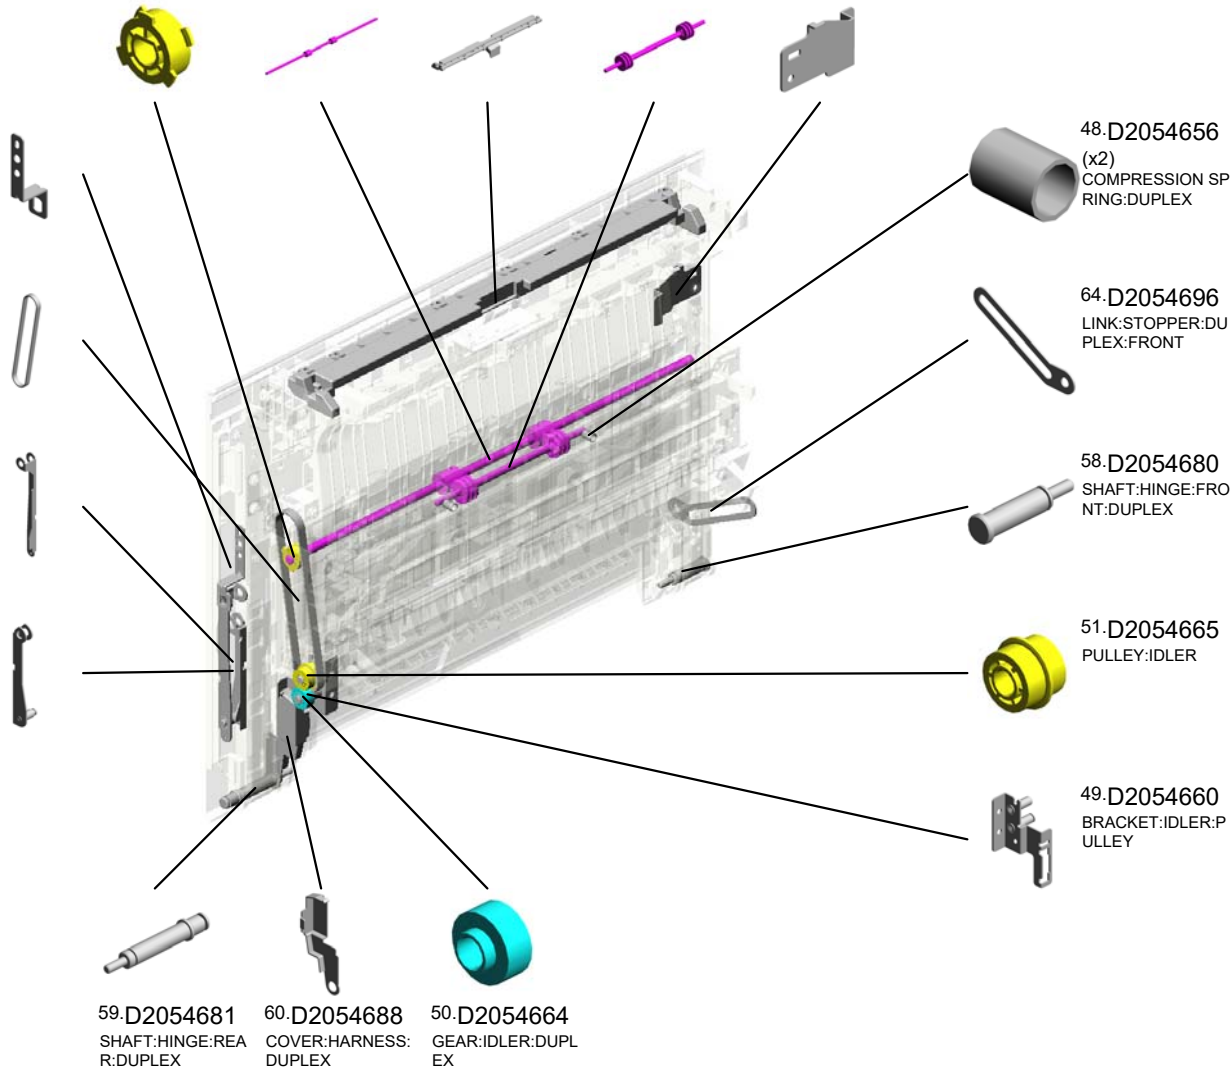 48.D2054656
(x2)
COMPRESSION SP
RING:DUPLEX
64.D2054696
LINK:STOPPER:DU
PLEX:FRONT
58.D2054680
SHAFT:HINGE:FRO
NT:DUPLEX
51.D2054665
PULLEY:IDLER
49.D2054660
BRACKET:IDLER:P
ULLEY
59.D2054681
SHAFT:HINGE:REA
R:DUPLEX
60.D2054688
COVER:HARNESS:
DUPLEX
50.D2054664
GEAR:IDLER:DUPL
EX